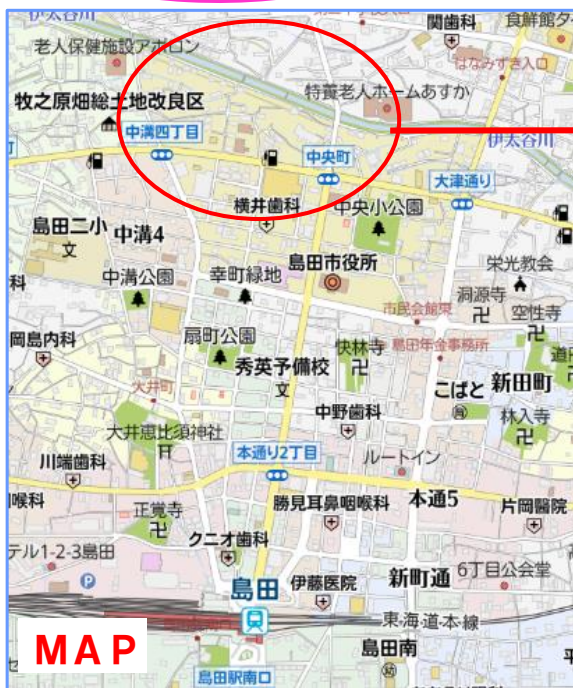 関歯科
食鮮館タ
老人保健施設アポロン
はなみずき入口
特養老人ホームあすか
牧之原畑総土地改良区
中溝四丁目
伊太谷川
中央町
大津通り
横井歯科
中央小公園
島田二小
中溝4
文
島田市役所
栄光教会
中溝公園
幸町緑地
科
市民会館東
洞源寺
空性寺
岡島内科
扇町公園
快林寺
島田年金事務所
秀英予備校
文
新田町
大井町
こばと
中野歯科
林入寺
大井恵比須神社
本通り2丁目
川端歯科
ルートイン
喉科
正覚寺
勝見耳鼻咽喉科
本通5
片岡醫院
クニオ歯科
テル1-2-3島田
P
島田
伊藤医院
新町通
6丁目公会堂
東海道本線
MAP
島田南
島田駅南口